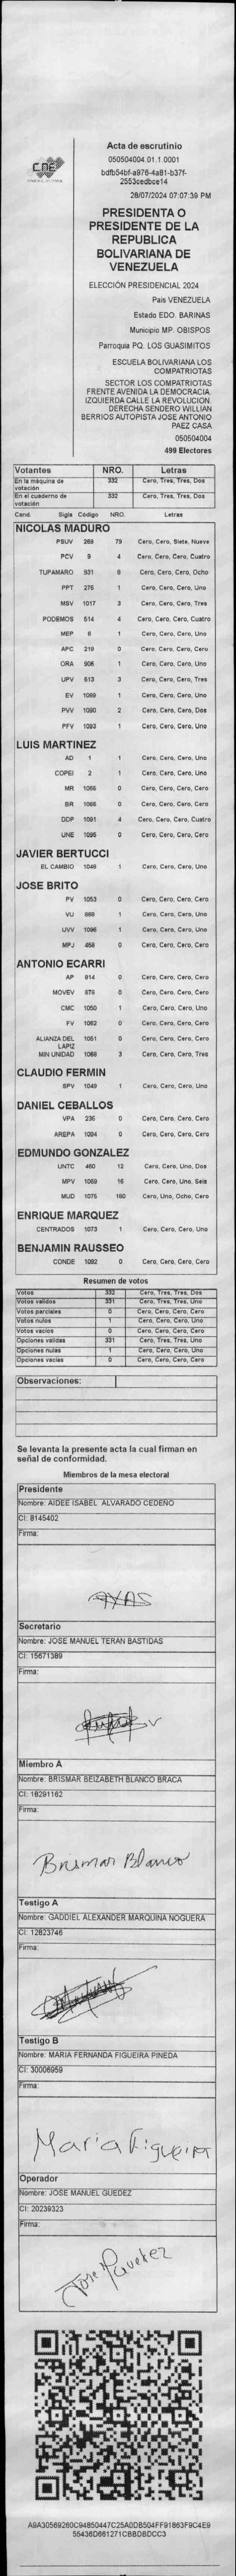 CNE
Acta de escrutinio
050504004.01.1.0001
bdfb54bf-a976-4a81-b37f-
2553cedbce14
28/07/2024 07:07:39 PM
PRESIDENTA O
PRESIDENTE DE LA
REPUBLICA
BOLIVARIANA DE
VENEZUELA
ELECCIÓN PRESIDENCIAL 2024
País VENEZUELA
Estado EDO. BARINAS
Municipio MP. OBISPOS
Parroquia PQ. LOS GUASIMITOS
ESCUELA BOLIVARIANA LOS
COMPATRIOTAS
SECTOR LOS COMPATRIOTAS
FRENTE AVENIDA LA DEMOCRACIA.
IZQUIERDA CALLE LA REVOLUCION.
DERECHA SENDERO WILLIAN
BERRIOS AUTOPISTA JOSE ANTONIO
PAEZ CASA
050504004
499 Electores
Votantes NRO. Letras
En la máquina de votación 332 Cero, Tres, Tres, Dos
En el cuaderno de votación 332 Cero, Tres, Tres, Dos
Cand. Sigla Código NRO. Letras
NICOLAS MADURO
PSUV 268 79 Cero, Cero, Siete, Nueve
PCV 9 4 Cero, Cero, Cero, Cuatro
TUPAMARO 931 8 Cero, Cero, Cero, Ocho
PPT 276 1 Cero, Cero, Cero, Uno
MSV 1017 3 Cero, Cero, Cero, Tres
PODEMOS 514 4 Cero, Cero, Cero, Cuatro
MEP 6 1 Cero, Cero, Cero, Uno
APC 219 0 Cero, Cero, Cero, Cero
ORA 906 1 Cero, Cero, Cero, Uno
UPV 613 3 Cero, Cero, Cero, Tres
EV 1089 1 Cero, Cero, Cero, Uno
PVV 1090 2 Cero, Cero, Cero, Dos
PFV 1093 1 Cero, Cero, Cero, Uno
LUIS MARTINEZ
AD 1 1 Cero, Cero, Cero, Uno
COPEI 2 1 Cero, Cero, Cero, Uno
MR 1065 0 Cero, Cero, Cero, Cero
BR 1066 0 Cero, Cero, Cero, Cero
DDP 1091 4 Cero, Cero, Cero, Cuatro
UNE 1095 0 Cero, Cero, Cero, Cero
JAVIER BERTUCCI
EL CAMBIO 1048 1 Cero, Cero, Cero, Uno
JOSE BRITO
PV 1053 0 Cero, Cero, Cero, Cero
VU 869 1 Cero, Cero, Cero, Uno
UVV 1096 1 Cero, Cero, Cero, Uno
MPJ 458 0 Cero, Cero, Cero, Cero
ANTONIO ECARRI
AP 914 0 Cero, Cero, Cero, Cero
MOVEV 878 0 Cero, Cero, Cero, Cero
CMC 1050 1 Cero, Cero, Cero, Uno
FV 1062 0 Cero, Cero, Cero, Cero
ALIANZA DEL LAPIZ 1051 0 Cero, Cero, Cero, Cero
MIN UNIDAD 1068 3 Cero, Cero, Cero, Tres
CLAUDIO FERMIN
SPV 1049 1 Cero, Cero, Cero, Uno
DANIEL CEBALLOS
VPA 236 0 Cero, Cero, Cero, Cero
AREPA 1094 0 Cero, Cero, Cero, Cero
EDMUNDO GONZALEZ
UNTC 460 12 Cero, Cero, Uno, Dos
MPV 1069 16 Cero, Cero, Uno, Seis
MUD 1075 180 Cero, Uno, Ocho, Cero
ENRIQUE MARQUEZ
CENTRADOS 1073 1 Cero, Cero, Cero, Uno
BENJAMIN RAUSSEO
CONDE 1092 0 Cero, Cero, Cero, Cero
Resumen de votos
Votos 332 Cero, Tres, Tres, Dos
Votos validos 331 Cero, Tres, Tres, Uno
Votos parciales 0 Cero, Cero, Cero, Cero
Votos nulos 1 Cero, Cero, Cero, Uno
Votos vacios 0 Cero, Cero, Cero, Cero
Opciones validas 331 Cero, Tres, Tres, Uno
Opciones nulas 1 Cero, Cero, Cero, Uno
Opciones vacias 0 Cero, Cero, Cero, Cero
Observaciones:
Se levanta la presente acta la cual firman en
señal de conformidad.
Miembros de la mesa electoral
Presidente
Nombre: AIDEE ISABEL ALVARADO CEDEÑO
CI: 8145402
Firma:
Secretario
Nombre: JOSE MANUEL TERAN BASTIDAS
CI: 15671389
Firma:
Miembro A
Nombre: BRISMAR BEIZABETH BLANCO BRACA
CI: 18291162
Firma:
Brismar Blanco
Testigo A
Nombre: GADDIEL ALEXANDER MARQUINA NOGUERA
CI: 12823746
Firma:
Testigo B
Nombre: MARIA FERNANDA FIGUEIRA PINEDA
CI: 30006959
Firma:
Maria Figueira
Operador
Nombre: JOSE MANUEL GUEDEZ
CI: 20239323
Firma:
Jose Guedez
A9A30569260C94850447C25A0DB504FF91863F9C4E9
55436D661271CBBDBDCC3